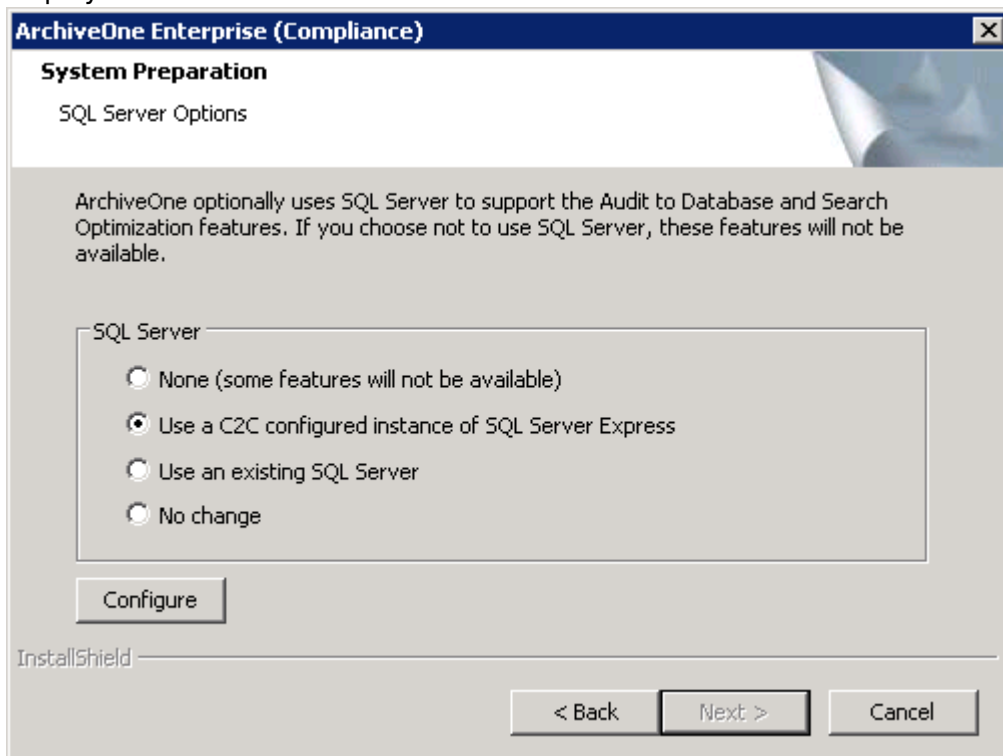 ArchiveOne Enterprise (Compliance)
System Preparation
SQL Server Options
ArchiveOne optionally uses SQL Server to support the Audit to Database and Search
Optimization features. If you choose not to use SQL Server, these features will not be
available.
SQL Server
None (some features will not be available)
Use a C2C configured instance of SQL Server Express
Use an existing SQL Server
No change
Configure
InstallShield
< Back
Next >
Cancel